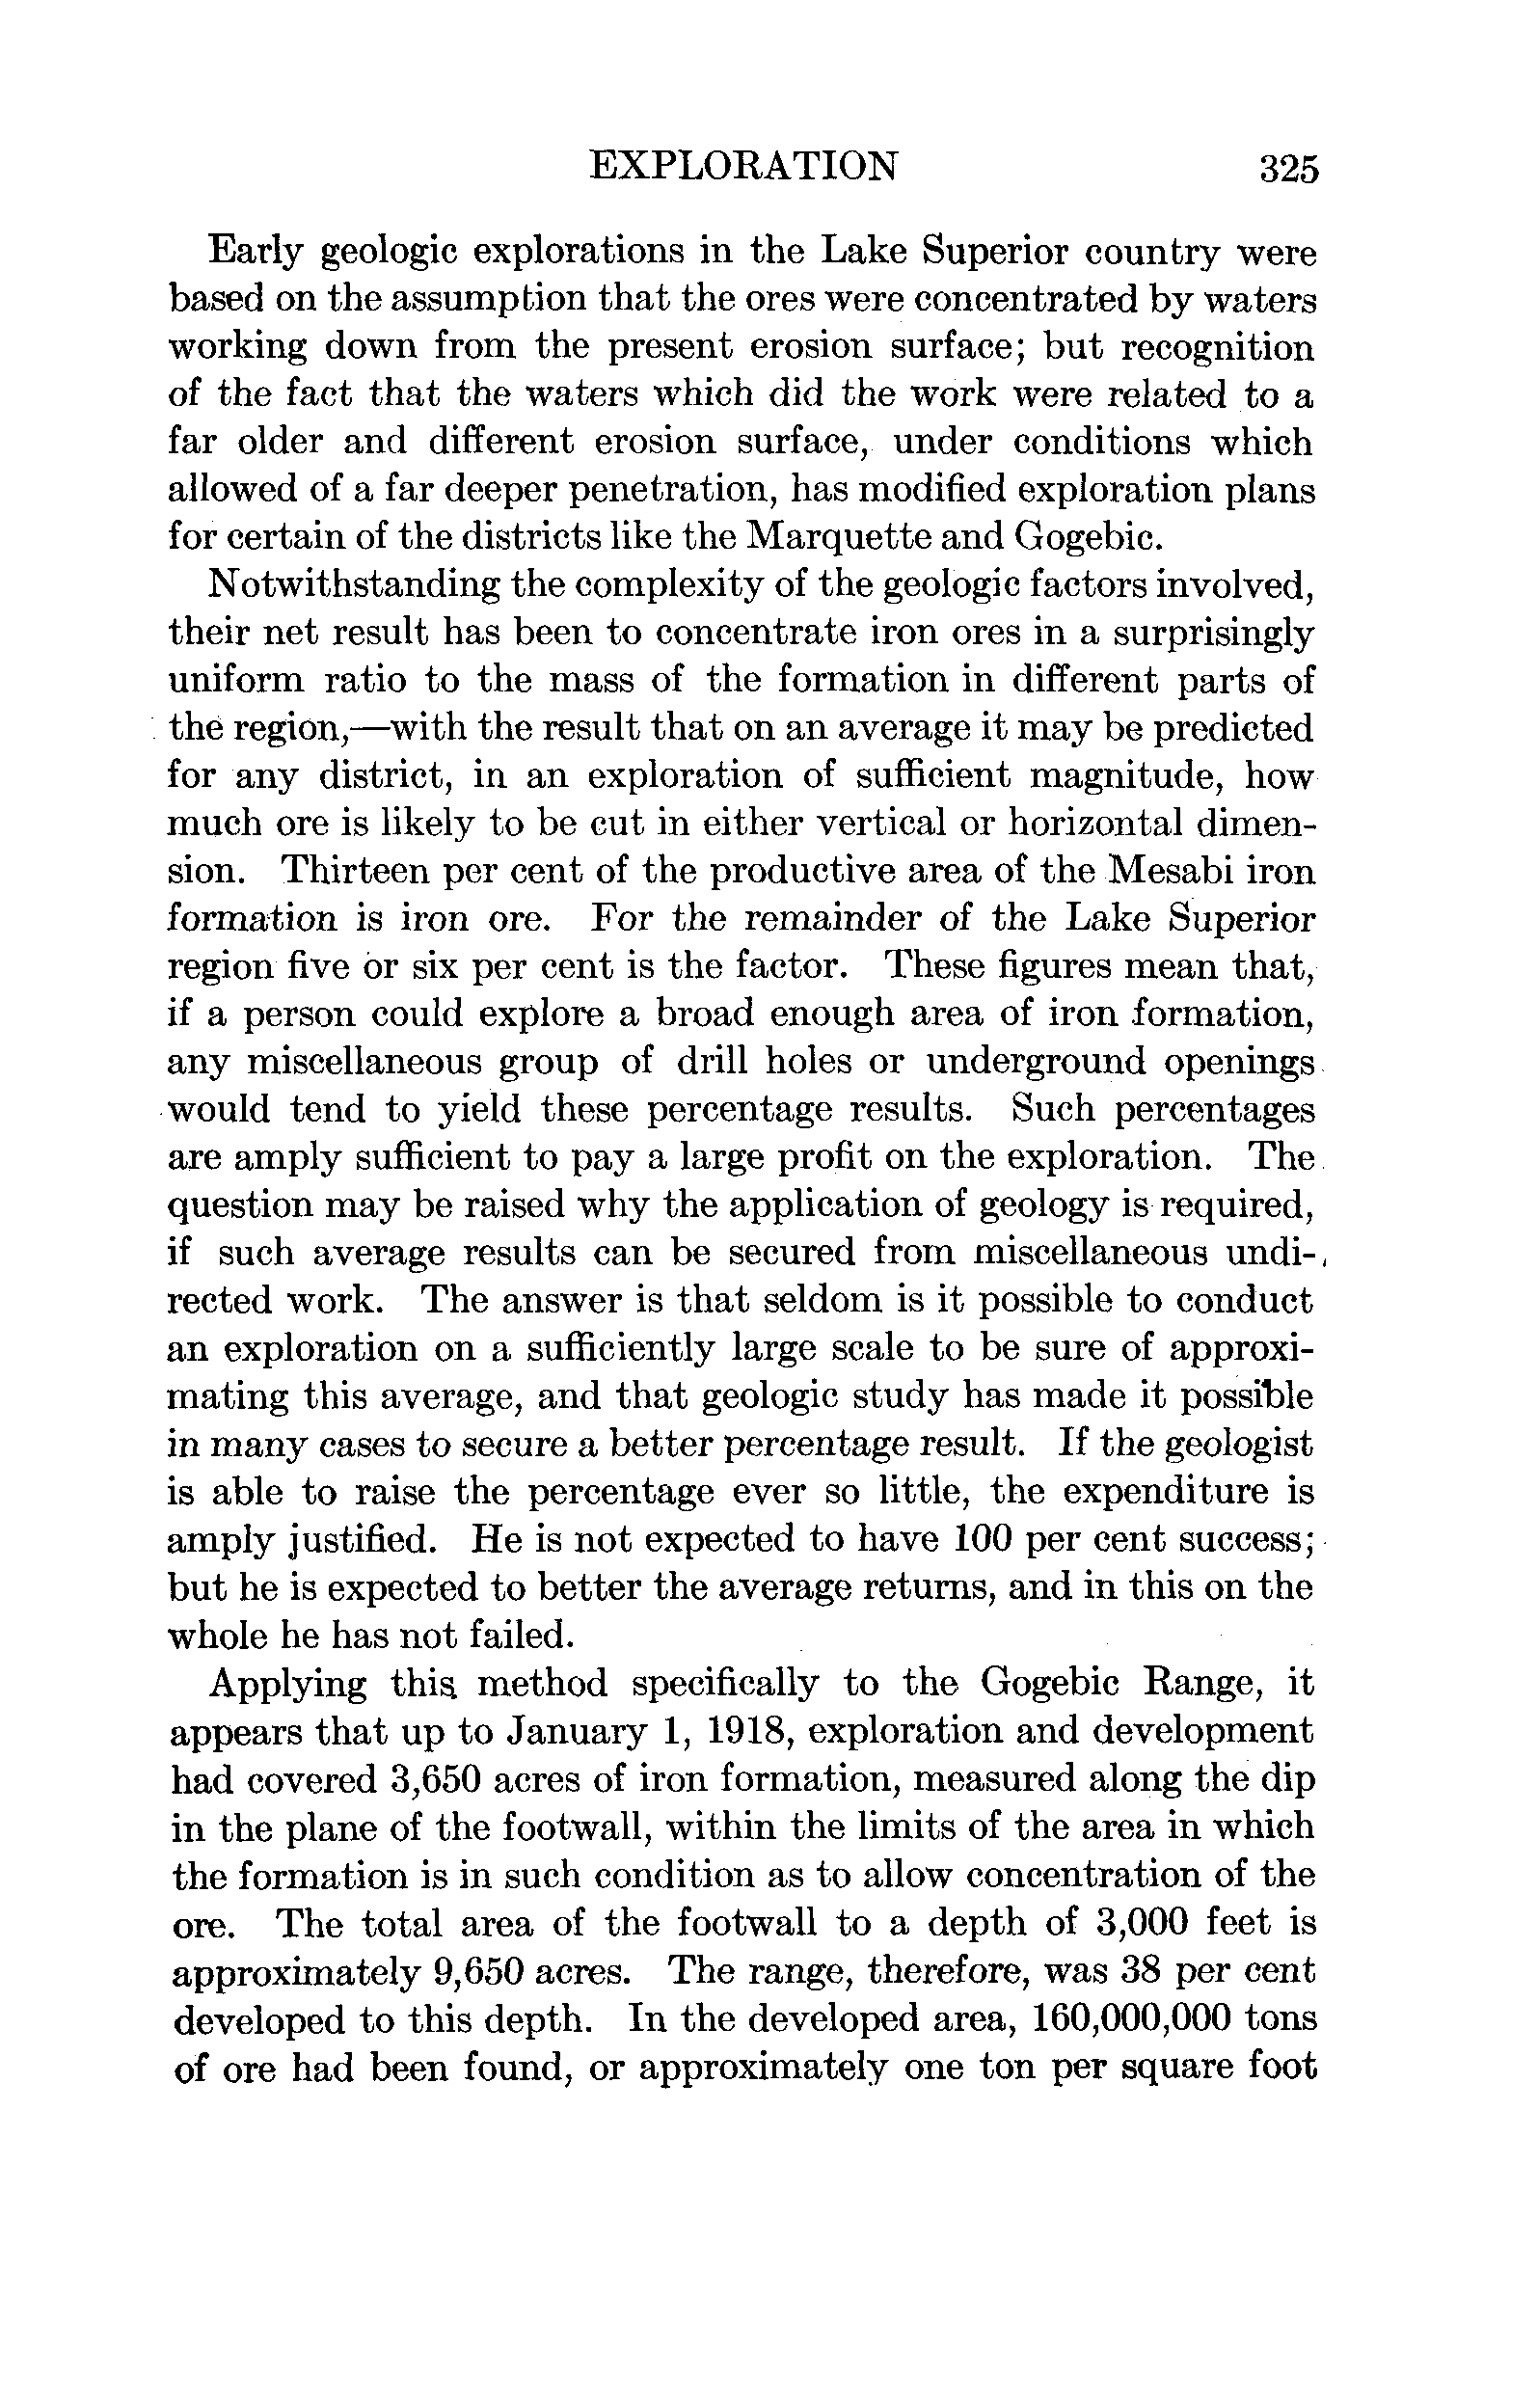 EXPLORATION 325
Early geologic explorations in the Lake Superior country were
based on the assumption that the ores were concentrated by waters
working down from the present erosion surface; but recognition
of the fact that the waters which did the work were related to a
far older and different erosion surface, under conditions which
allowed of a far deeper penetration, has modified exploration plans
for certain of the districts like the Marquette and Gogebic.
Notwithstanding the complexity of the geologic factors involved,
their net result has been to concentrate iron ores in a surprisingly
uniform ratio to the mass of the formation in different parts of
the region,—with the result that on an average it may be predicted
for any district, in an exploration of sufficient magnitude, how
much ore is likely to be cut in either vertical or horizontal dimen-
sion. Thirteen per cent of the productive area of the Mesabi iron
formation is iron ore. For the remainder of the Lake Superior
region five or six per cent is the factor. These figures mean that,
if a person could explore a broad enough area of iron formation,
any miscellaneous group of drill holes or underground openings
would tend to yield these percentage results. Such percentages
are amply sufficient to pay a large profit on the exploration. The
question may be raised why the application of geology is required,
if such average results can be secured from miscellaneous undi-
rected work. The answer is that seldom is it possible to conduct
an exploration on a sufficiently large scale to be sure of approxi-
mating this average, and that geologic study has made it possible
in many cases to secure a better percentage result. If the geologist
is able to raise the percentage ever so little, the expenditure is
amply justified. He is not expected to have 100 per cent success;
but he is expected to better the average returns, and in this on the
whole he has not failed.
Applying this method specifically to the Gogebic Range, it
appears that up to January 1, 1918, exploration and development
had covered 3,650 acres of iron formation, measured along the dip
in the plane of the footwall, within the limits of the area in which
the formation is in such condition as to allow concentration of the
ore. The total area of the footwall to a depth of 3,000 feet is
approximately 9,650 acres. The range, therefore, was 38 per cent
developed to this depth. In the developed area, 160,000,000 tons
of ore had been found, or approximately one ton per square foot